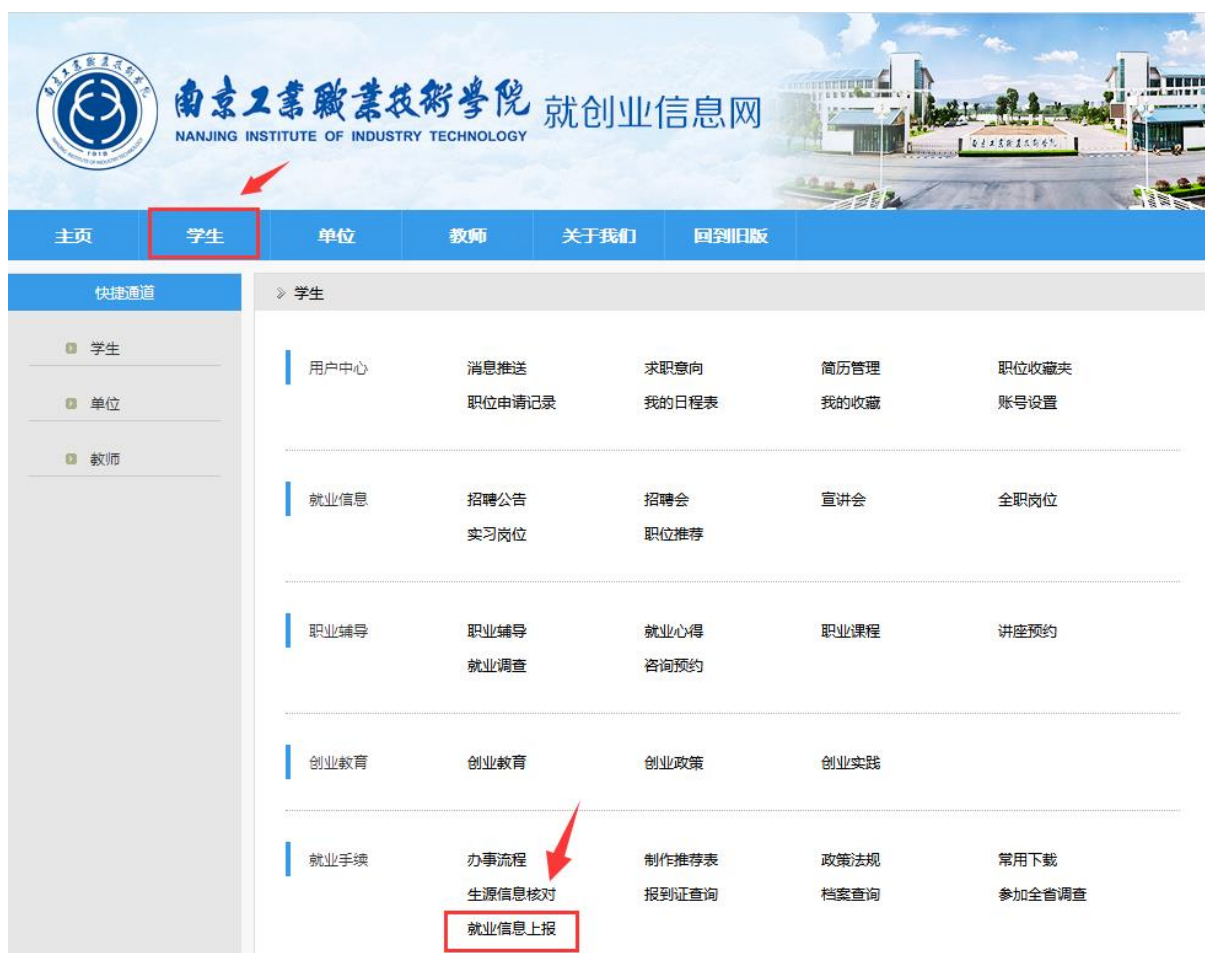 南京工業職業技術學院 就创业信息网
NANJING INSTITUTE OF INDUSTRY TECHNOLOGY
1918
主页 学生 单位 教师 关于我们 回到旧版
快捷通道
学生
单位
教师
学生
用户中心 消息推送 求职意向 简历管理 职位收藏夹
职位申请记录 我的日程表 我的收藏 账号设置
就业信息 招聘公告 招聘会 宣讲会 全职岗位
实习岗位 职位推荐
职业辅导 职业辅导 就业心得 职业课程 讲座预约
就业调查 咨询预约
创业教育 创业教育 创业政策 创业实践
就业手续 办事流程 制作推荐表 政策法规 常用下载
生源信息核对 报到证查询 档案查询 参加全省调查
就业信息上报